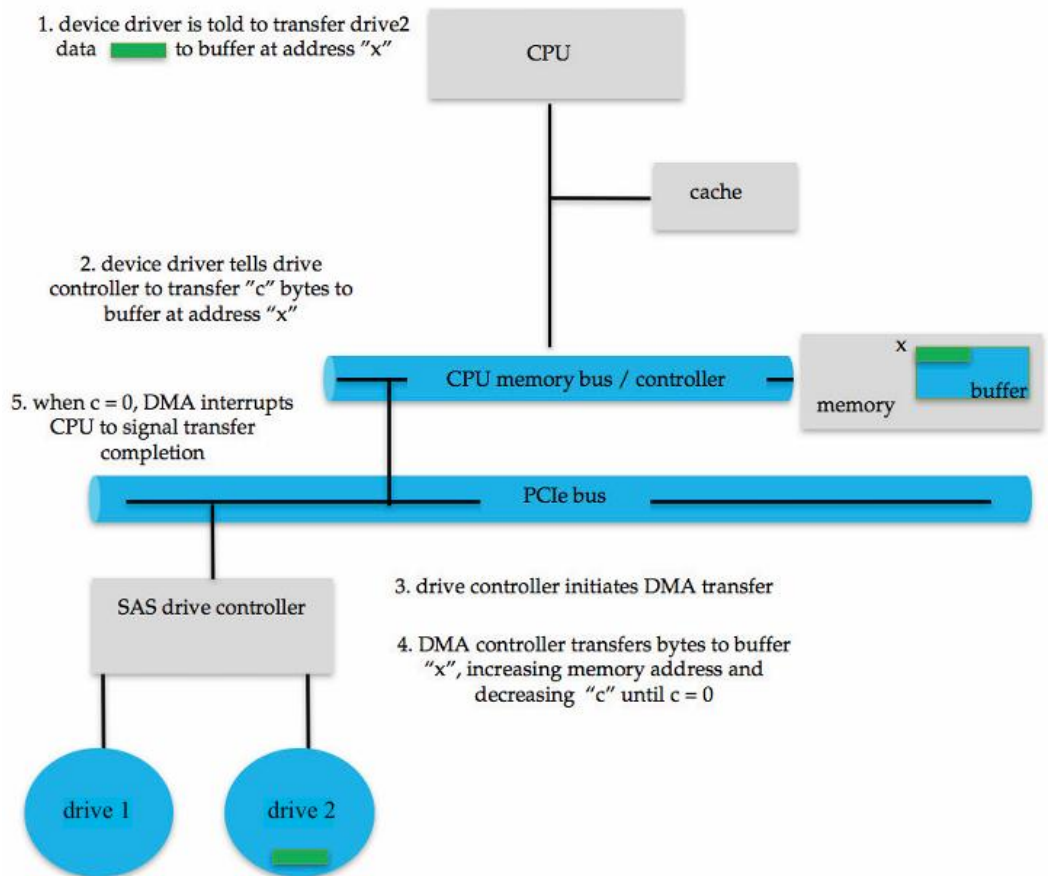 1. device driver is told to transfer drive2
data to buffer at address "x"
CPU
cache
2. device driver tells drive
controller to transfer "c" bytes to
buffer at address "x"
CPU memory bus / controller
x
buffer
memory
5. when c = 0, DMA interrupts
CPU to signal transfer
completion
PCIe bus
SAS drive controller
3. drive controller initiates DMA transfer
4. DMA controller transfers bytes to buffer
"x", increasing memory address and
decreasing "c" until c = 0
drive 1
drive 2